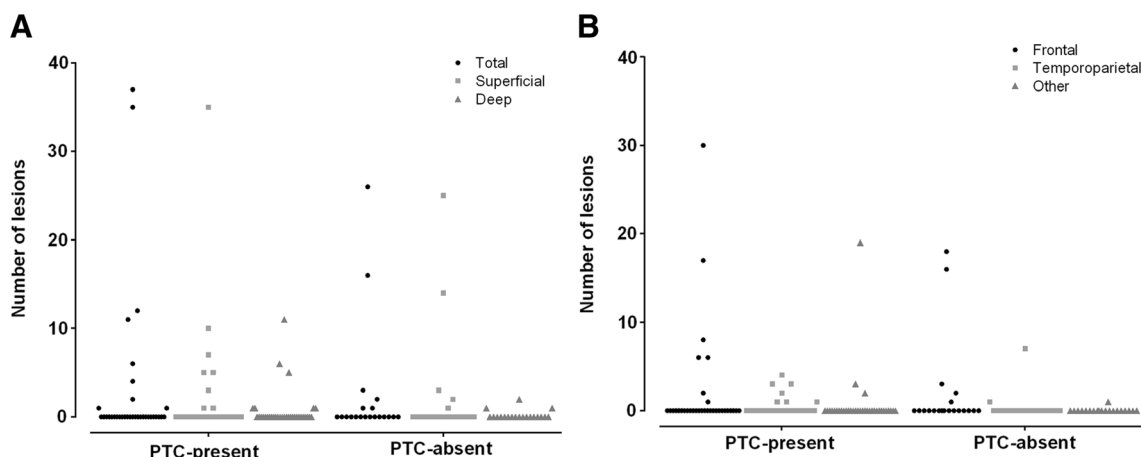 A
Number of lesions
40
30
20
10
0
Total
Superficial
Deep
PTC-present
PTC-absent
B
Number of lesions
40
30
20
10
0
Frontal
Temporoparietal
Other
PTC-present
PTC-absent